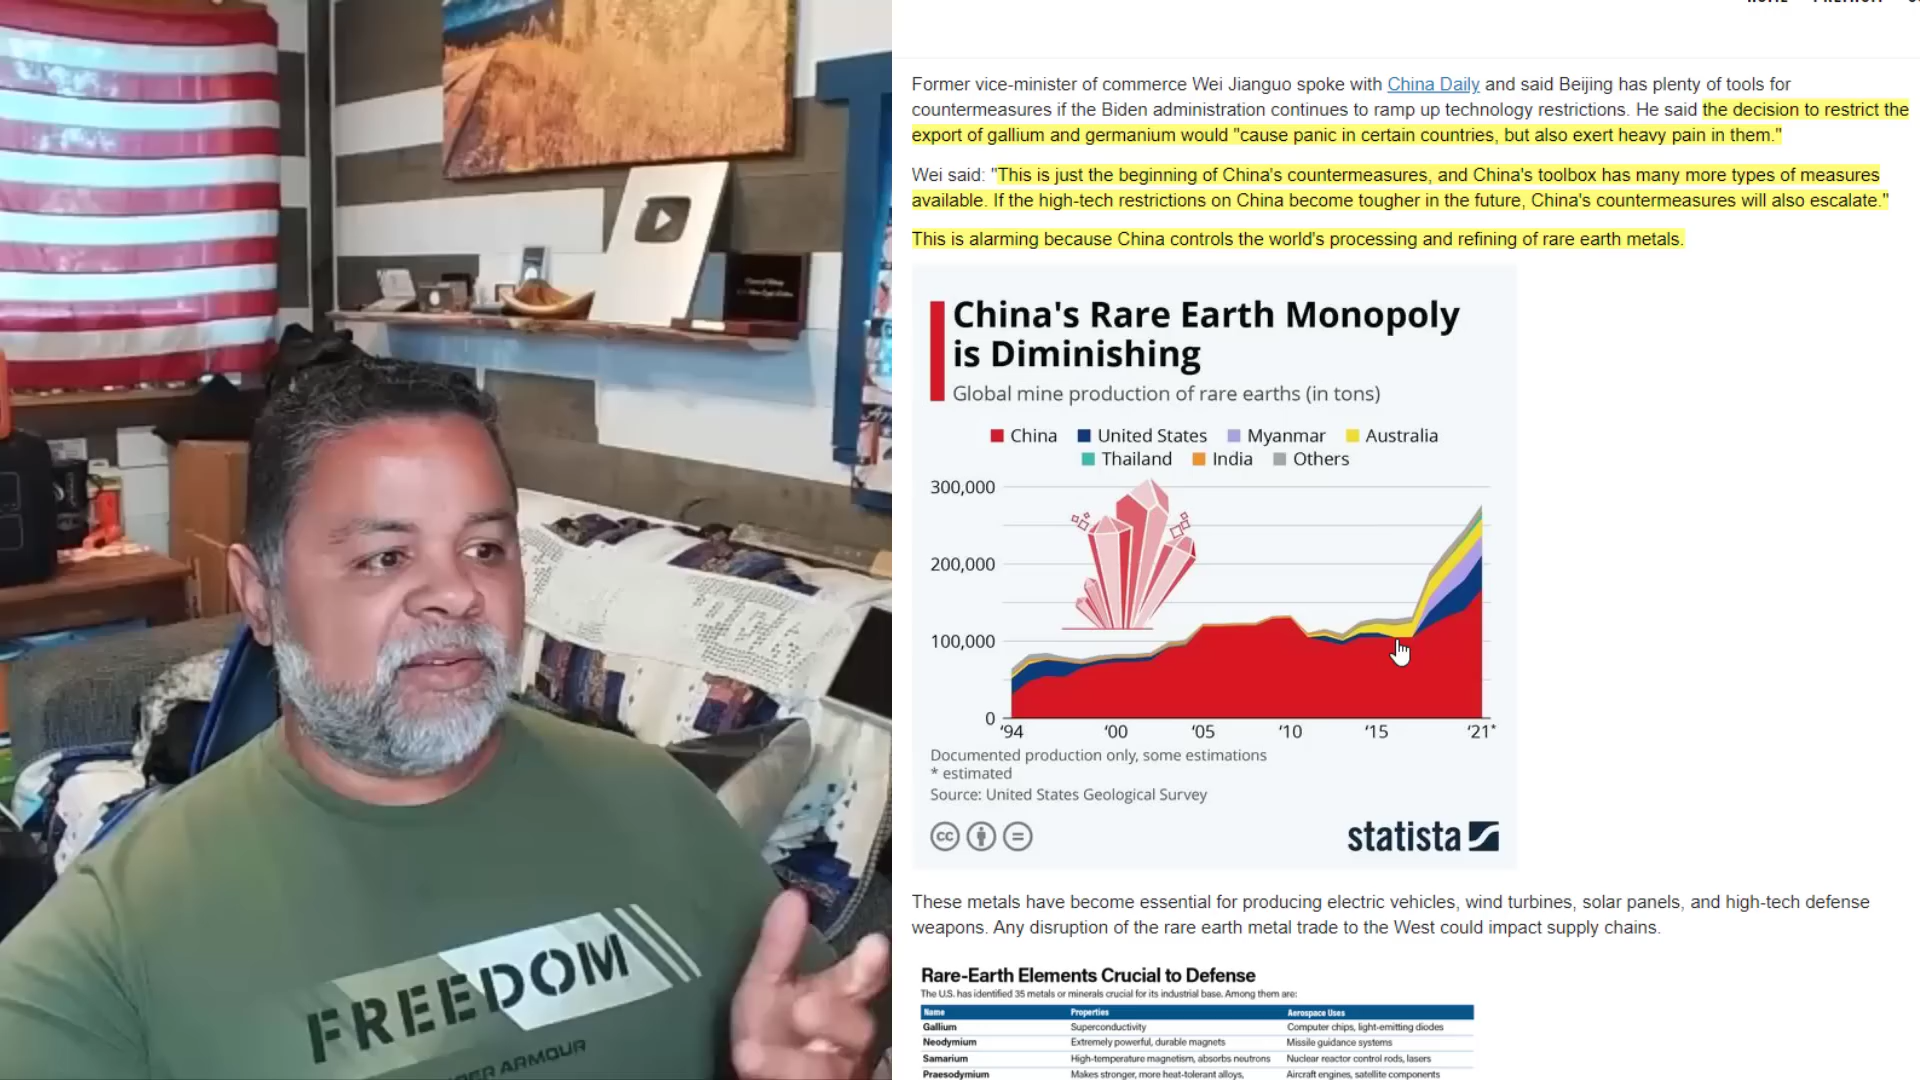 Former vice-minister of commerce Wei Jianguo spoke with China Daily and said Beijing has plenty of tools for
countermeasures if the Biden administration continues to ramp up technology restrictions. He said the decision to restrict the
export of gallium and germanium would "cause panic in certain countries, but also exert heavy pain in them."
Wei said: "This is just the beginning of China's countermeasures, and China's toolbox has many more types of measures
available. If the high-tech restrictions on China become tougher in the future, China's countermeasures will also escalate."
This is alarming because China controls the world's processing and refining of rare earth metals.
China's Rare Earth Monopoly
is Diminishing
Global mine production of rare earths (in tons)
China United States Myanmar Australia
Thailand India Others
300,000
200,000
100,000
0
'94 '00 '05 '10 '15 '21*
Documented production only, some estimations
* estimated
Source: United States Geological Survey
cc
statista
These metals have become essential for producing electric vehicles, wind turbines, solar panels, and high-tech defense
weapons. Any disruption of the rare earth metal trade to the West could impact supply chains.
Rare-Earth Elements Crucial to Defense
The U.S. has identified 35 metals or minerals crucial for its industrial base. Among them are:
Name Properties Aerospace Uses
Gallium Superconductivity Computer chips, light-emitting diodes
Neodymium Extremely powerful, durable magnets Missile guidance systems
Samarium High-temperature magnetism, absorbs neutrons Nuclear reactor control rods, lasers
Praesodymium Makes stronger, more heat-tolerant alloys, Aircraft engines, satellite components
FREEDOM
ARMOUR